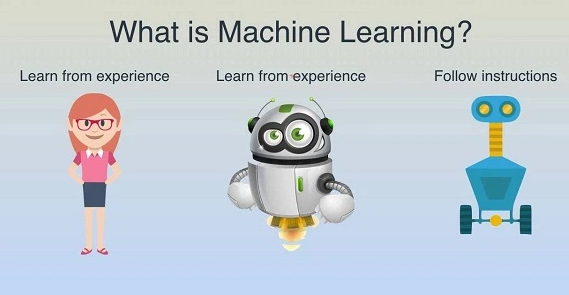 What is Machine Learning?
Learn from experience
Learn from experience
Follow instructions